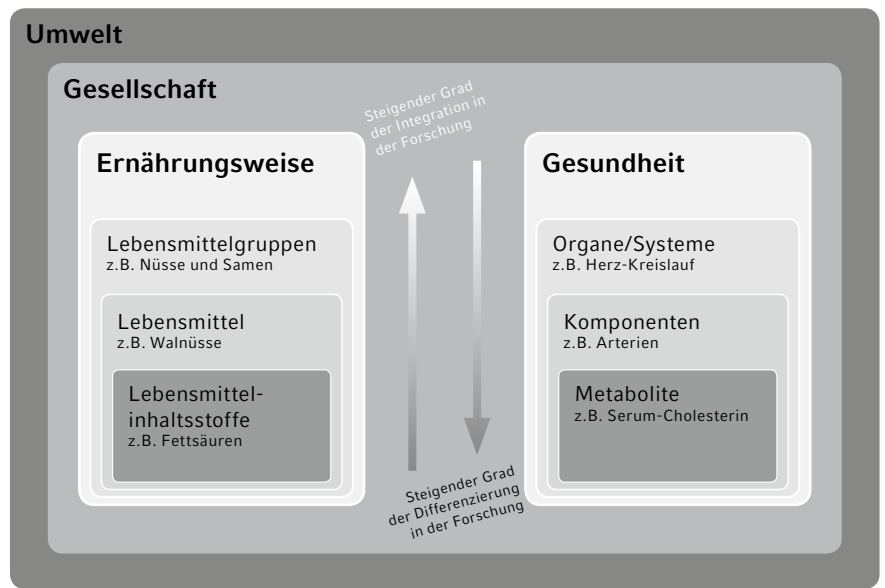 Umwelt
Gesellschaft
Steigender Grad
der Integration in
der Forschung
Ernährungsweise
Lebensmittelgruppen
z.B. Nüsse und Samen
Lebensmittel
z.B. Walnüsse
Lebensmittel-
inhaltsstoffe
z.B. Fettsäuren
Gesundheit
Organe/Systeme
z.B. Herz-Kreislauf
Komponenten
z.B. Arterien
Metabolite
z.B. Serum-Cholesterin
Steigender Grad
der Differenzierung
in der Forschung